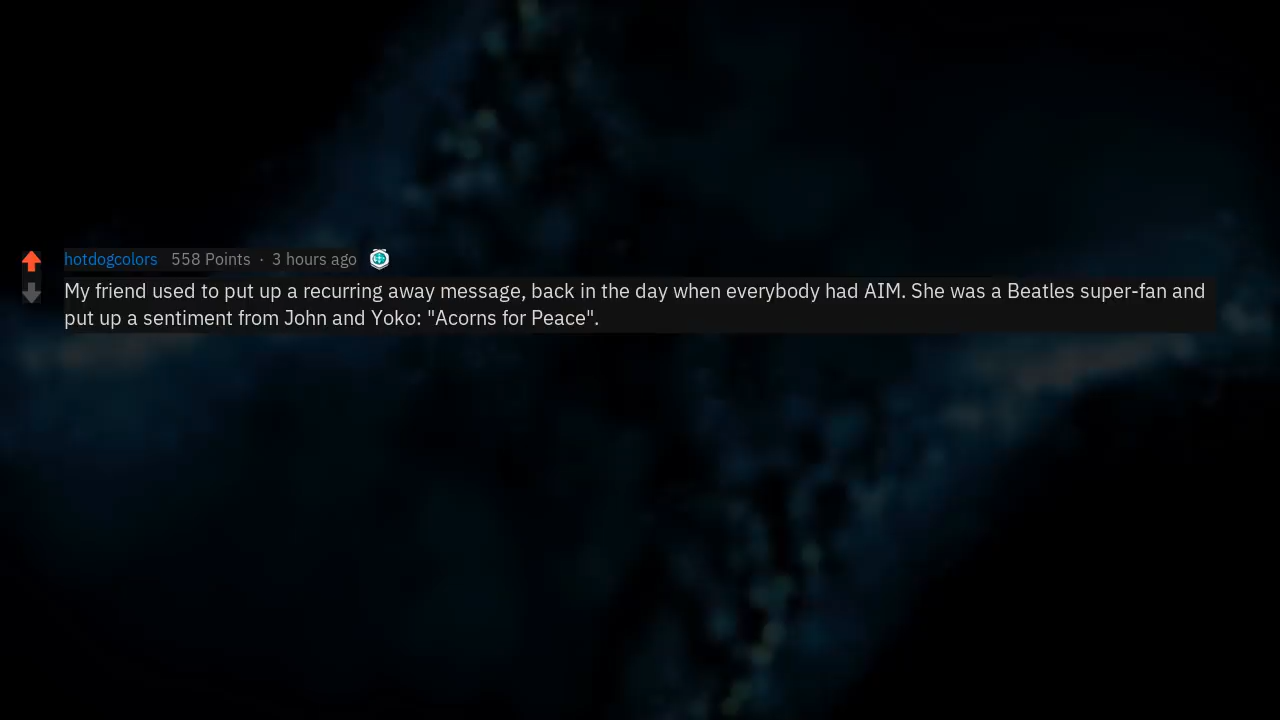 hotdogcolors 558 Points · 3 hours ago
My friend used to put up a recurring away message, back in the day when everybody had AIM. She was a Beatles super-fan and
put up a sentiment from John and Yoko: "Acorns for Peace".